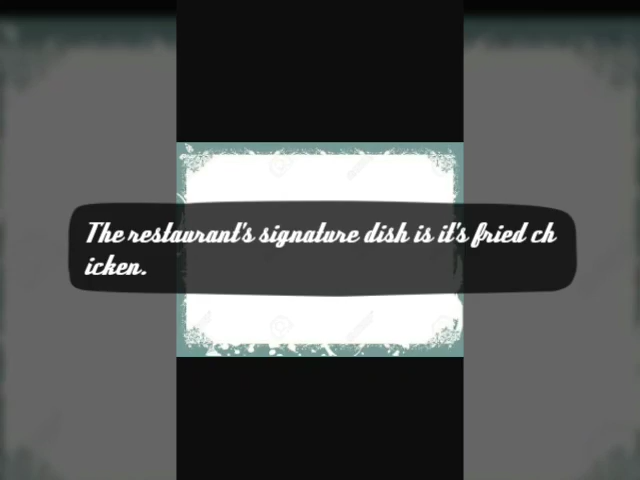 The restaurant's signature dish is it's fried ch
icken.